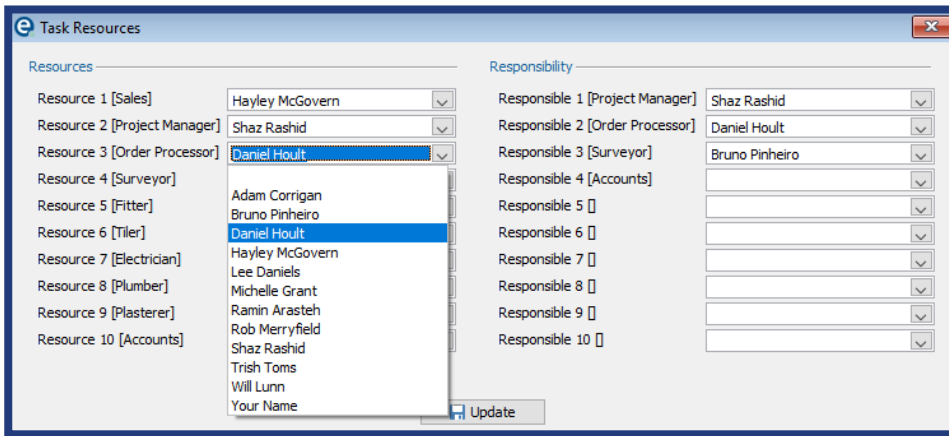 Task Resources
Resources
Responsibility
Resource 1 [Sales] Hayley McGovern
Responsible 1 [Project Manager] Shaz Rashid
Resource 2 [Project Manager] Shaz Rashid
Responsible 2 [Order Processor] Daniel Hoult
Resource 3 [Order Processor] Daniel Hoult
Responsible 3 [Surveyor] Bruno Pinheiro
Resource 4 [Surveyor]
Responsible 4 [Accounts]
Resource 5 [Fitter]
Responsible 5 []
Resource 6 [Tiler]
Responsible 6 []
Resource 7 [Electrician]
Responsible 7 []
Resource 8 [Plumber]
Responsible 8 []
Resource 9 [Plasterer]
Responsible 9 []
Resource 10 [Accounts]
Responsible 10 []
Adam Corrigan
Bruno Pinheiro
Daniel Hoult
Hayley McGovern
Lee Daniels
Michelle Grant
Ramin Arasteh
Rob Merryfield
Shaz Rashid
Trish Toms
Will Lunn
Your Name
Update